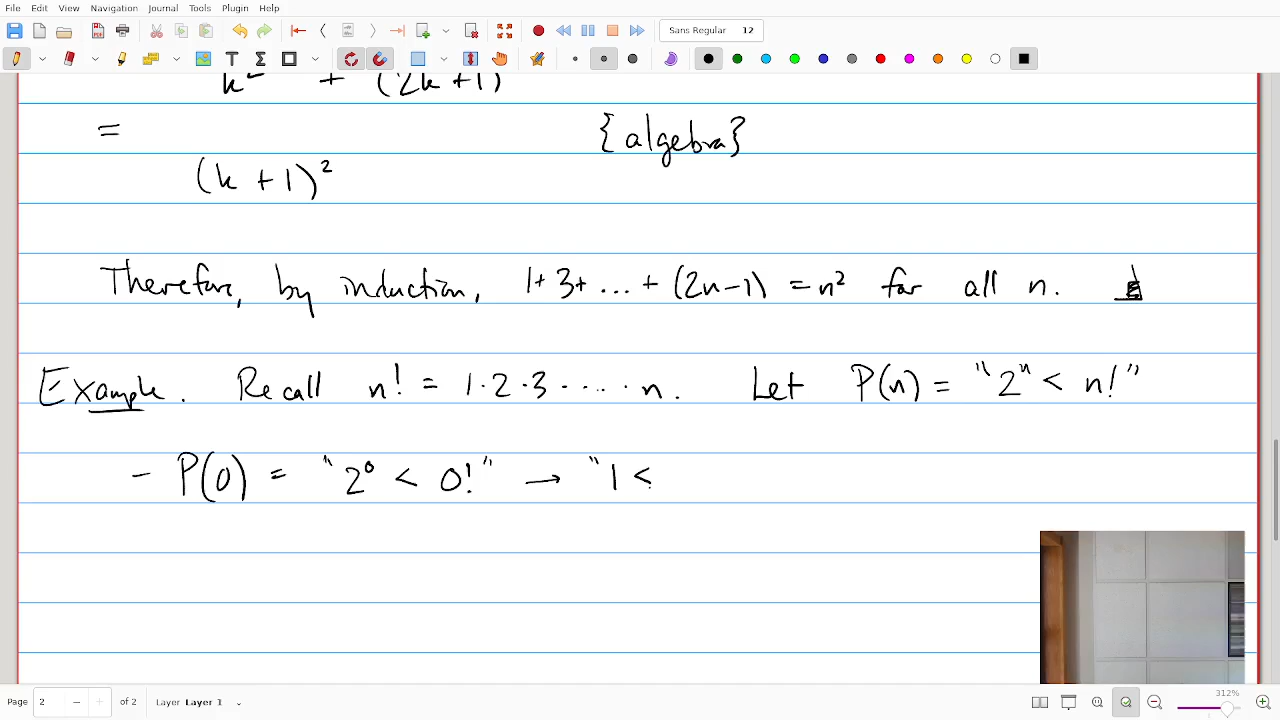 File Edit View Navigation Journal Tools Plugin Help
Sans Regular 12
k² + (2k+1)
= {algebra}
(k + 1)²
Therefore, by induction, 1+3+ ... + (2n-1) = n² for all n.
Example. Recall n! = 1·2·3·····n. Let P(n) = "2ⁿ < n!"
- P(0) = "2⁰ < 0!" → "1 <
Page 2 of 2 Layer Layer 1 312%